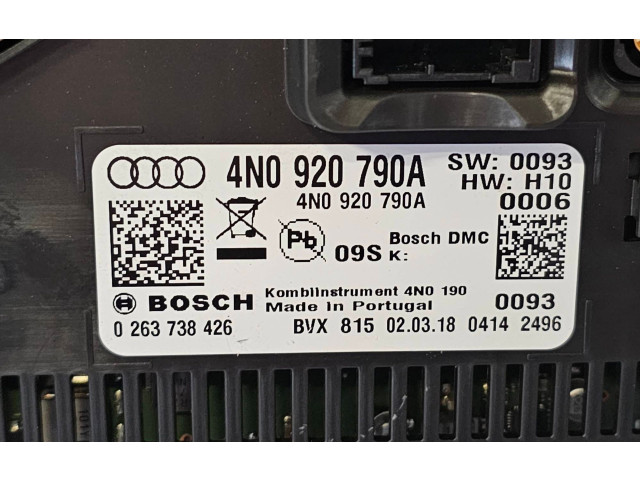 4N0 920 790A
SW: 0093
HW: H10
4N0 920 790A
0006
Pb
09S
Bosch DMC
K:
BOSCH
Kombiinstrument 4N0 190
Made in Portugal
0093
0 263 738 426
BVX 815 02.03.18 0414 2496